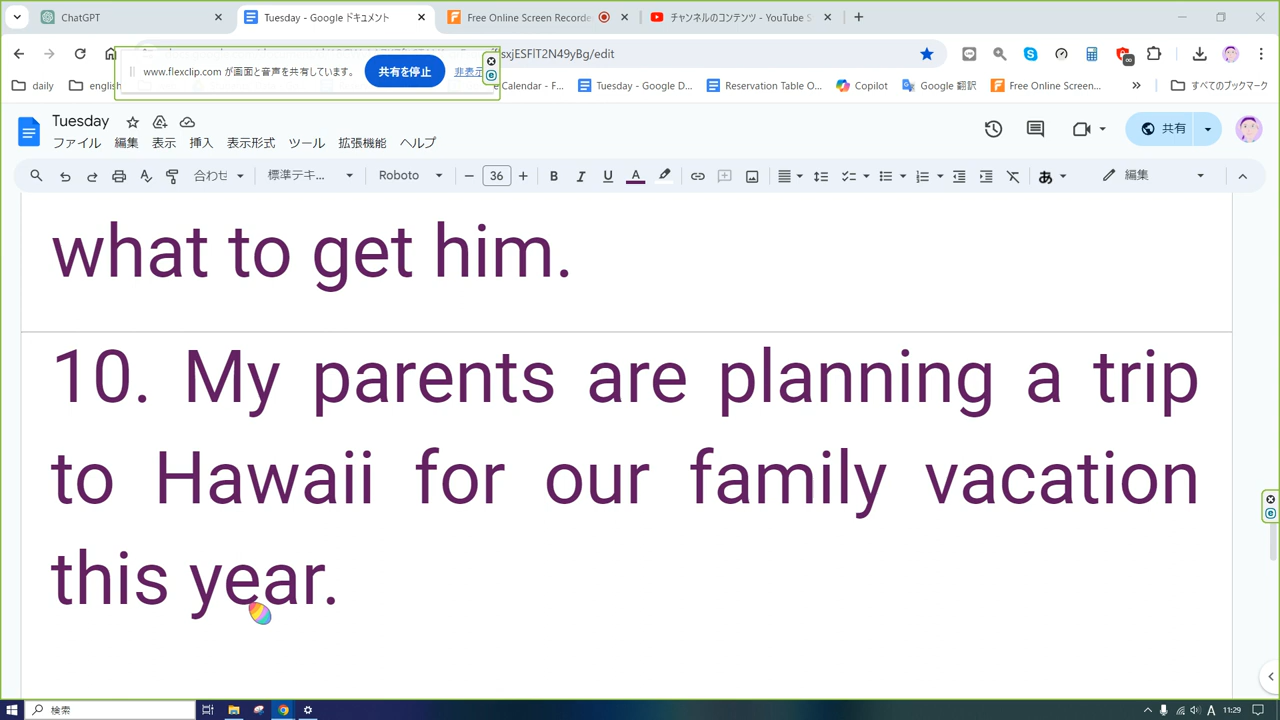 ChatGPT
Tuesday - Google ドキュメント
Free Online Screen Recorde
チャンネルのコンテンツ - YouTube S
sxjESFlT2N49yBg/edit
www.flexclip.com が画面と音声を共有しています。
共有を停止
非表示
daily
english
e Calendar - F...
Tuesday - Google D...
Reservation Table O...
Copilot
Google 翻訳
Free Online Screen...
»
すべてのブックマーク
Tuesday
ファイル 編集 表示 挿入 表示形式 ツール 拡張機能 ヘルプ
共有
合わせ
標準テキ...
Roboto
36
B I U A
あ
編集
what to get him.
10. My parents are planning a trip
to Hawaii for our family vacation
this year.
検索
A
11:29